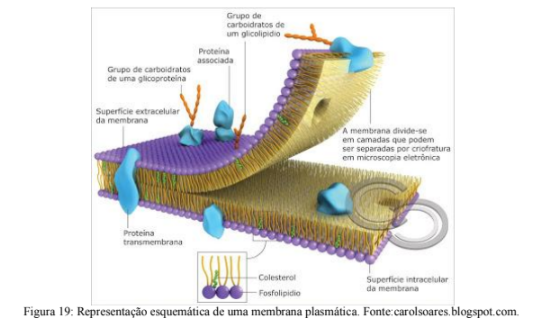 Grupo de
carboidratos de
um glicolipídio
Proteína
associada
Grupo de carboidratos
de uma glicoproteína
Superfície extracelular
da membrana
A membrana divide-se
em camadas que podem
ser separadas por criofratura
em microscopia eletrônica
Proteína
transmembrana
Colesterol
Fosfolipídio
Superfície intracelular
da membrana
Figura 19: Representação esquemática de uma membrana plasmática. Fonte:carolsoares.blogspot.com.